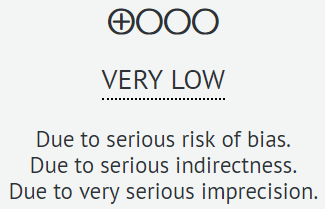 ⊕○○○
VERY LOW
Due to serious risk of bias.
Due to serious indirectness.
Due to very serious imprecision.